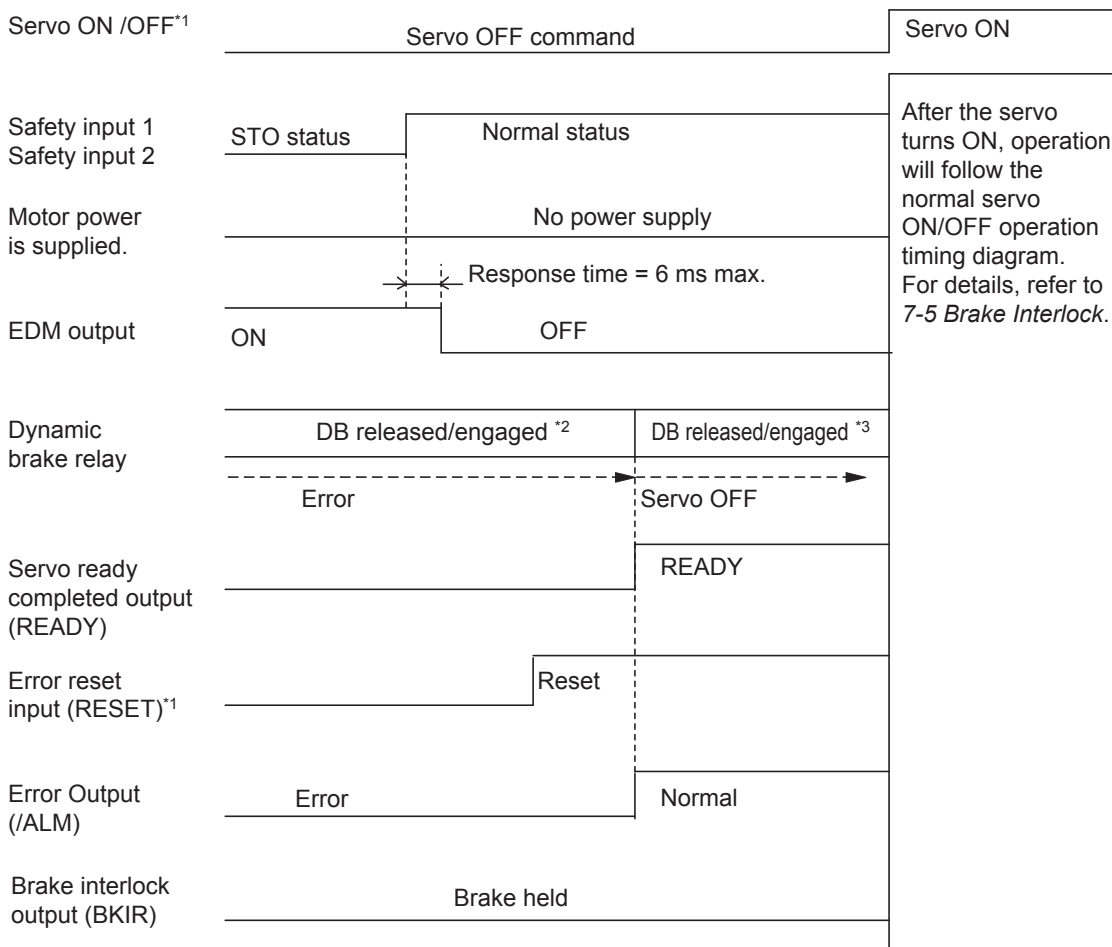 Servo ON /OFF*1
Servo OFF command
Servo ON
Safety input 1
Safety input 2
STO status
Normal status
After the servo
turns ON, operation
will follow the
normal servo
ON/OFF operation
timing diagram.
For details, refer to
7-5 Brake Interlock.
Motor power
is supplied.
No power supply
Response time = 6 ms max.
EDM output
ON
OFF
Dynamic
brake relay
DB released/engaged *2
DB released/engaged *3
Error
Servo OFF
Servo ready
completed output
(READY)
READY
Error reset
input (RESET)*1
Reset
Error Output
(/ALM)
Error
Normal
Brake interlock
output (BKIR)
Brake held